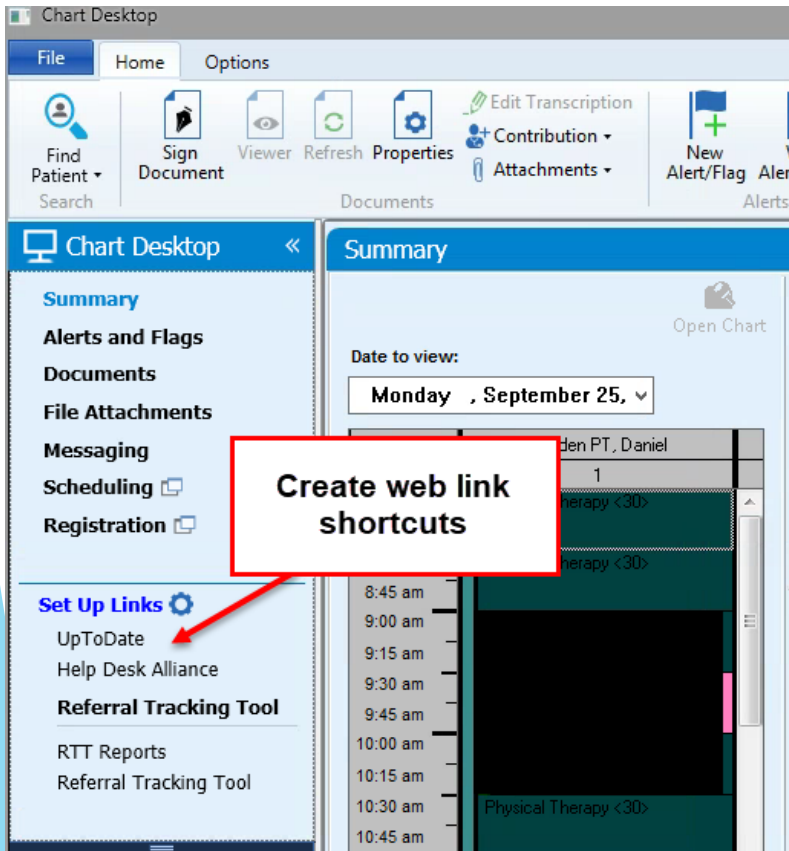 Chart Desktop
File Home Options
Find Patient
Sign Document
Viewer
Refresh
Properties
Edit Transcription
Contribution
Attachments
New Alert/Flag
Search
Documents
Alerts
Chart Desktop «
Summary
Alerts and Flags
Documents
File Attachments
Messaging
Scheduling
Registration
Set Up Links
UpToDate
Help Desk Alliance
Referral Tracking Tool
RTT Reports
Referral Tracking Tool
Create web link
shortcuts
Summary
Open Chart
Date to view:
Monday , September 25,
den PT, Daniel
1
herapy <30>
herapy <30>
8:45 am
9:00 am
9:15 am
9:30 am
9:45 am
10:00 am
10:15 am
10:30 am Physical Therapy <30>
10:45 am